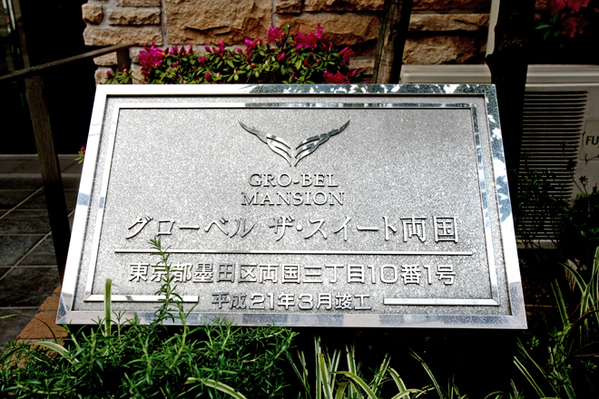 GRO-BEL
MANSION
グローベル ザ・スイート両国
東京都墨田区両国三丁目10番1号
平成21年3月竣工
FU